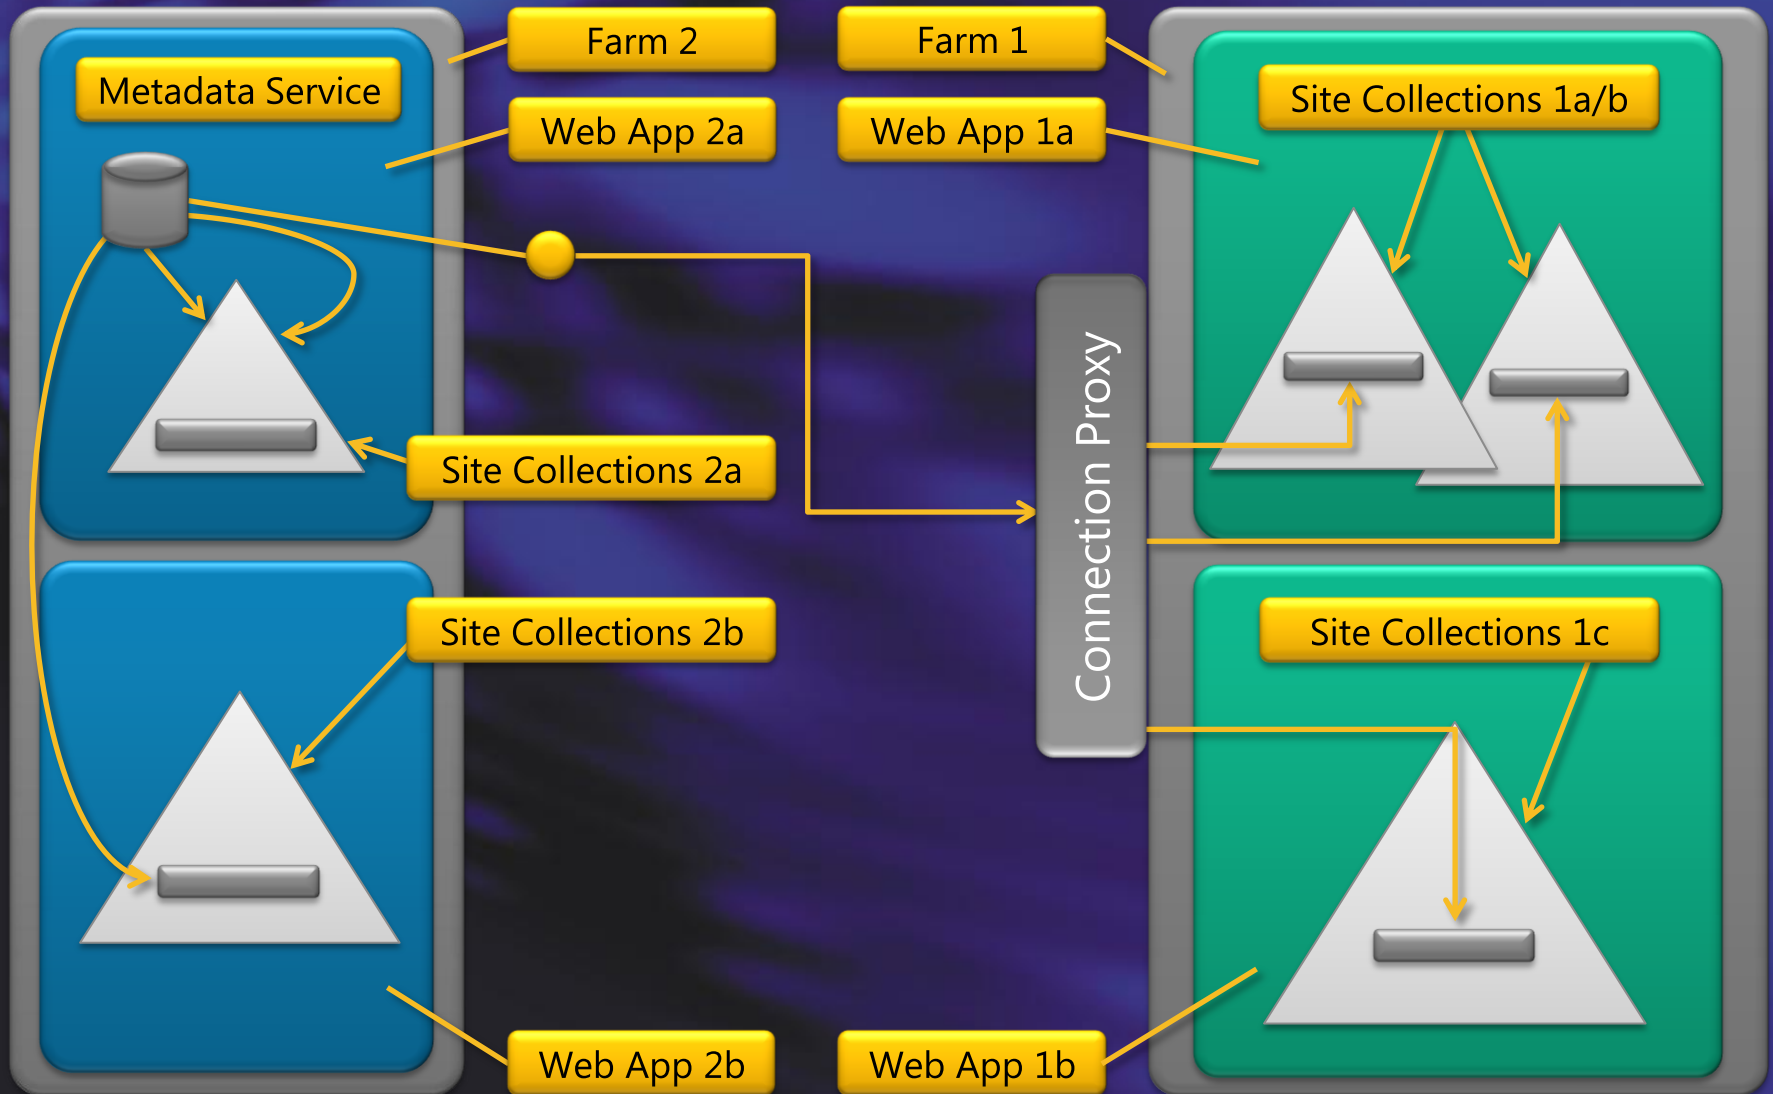 Farm 2
Farm 1
Metadata Service
Site Collections 1a/b
Web App 2a
Web App 1a
Connection Proxy
Site Collections 2a
Site Collections 2b
Site Collections 1c
Web App 2b
Web App 1b